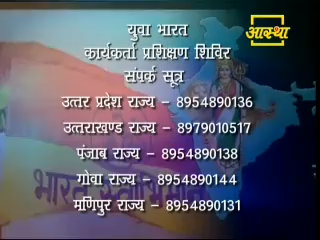 आस्था
युवा भारत
कार्यकर्ता प्रशिक्षण शिविर
संपर्क सूत्र
उत्तर प्रदेश राज्य – 8954890136
उत्तराखण्ड राज्य – 8979010517
पंजाब राज्य – 8954890138
गोवा राज्य – 8954890144
मणिपुर राज्य – 8954890131